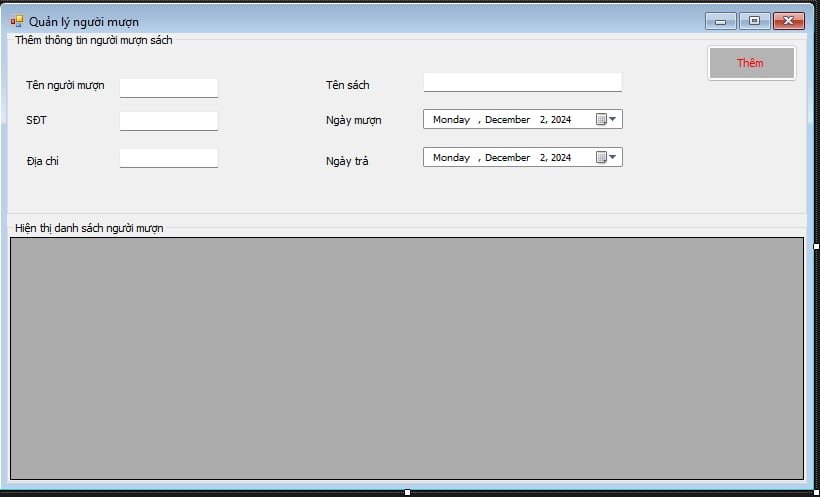 Quản lý người mượn
Thêm thông tin người mượn sách
Thêm
Tên người mượn
Tên sách
SĐT
Ngày mượn
Monday , December 2, 2024
Địa chỉ
Ngày trả
Monday , December 2, 2024
Hiện thị danh sách người mượn